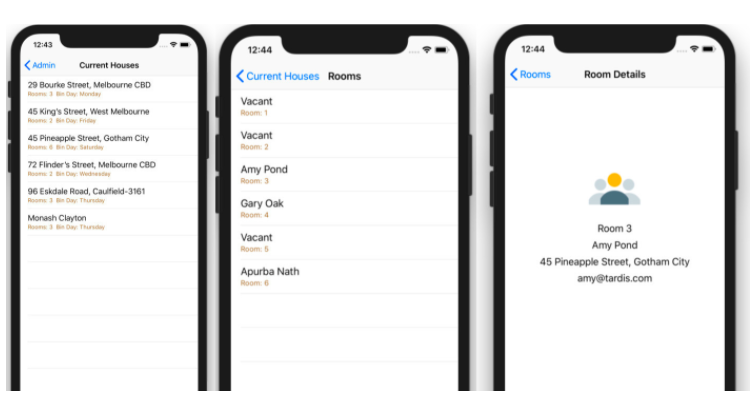 12:43
Admin Current Houses
29 Bourke Street, Melbourne CBD
Rooms: 3 Bin Day: Monday
45 King's Street, West Melbourne
Rooms: 2 Bin Day: Friday
45 Pineapple Street, Gotham City
Rooms: 6 Bin Day: Saturday
72 Flinder's Street, Melbourne CBD
Rooms: 2 Bin Day: Wednesday
96 Eskdale Road, Caulfield-3161
Rooms: 3 Bin Day: Thursday
Monash Clayton
Rooms: 3 Bin Day: Thursday
12:44
Current Houses Rooms
Vacant
Room: 1
Vacant
Room: 2
Amy Pond
Room: 3
Gary Oak
Room: 4
Vacant
Room: 5
Apurba Nath
Room: 6
12:44
Rooms Room Details
Room 3
Amy Pond
45 Pineapple Street, Gotham City
amy@tardis.com